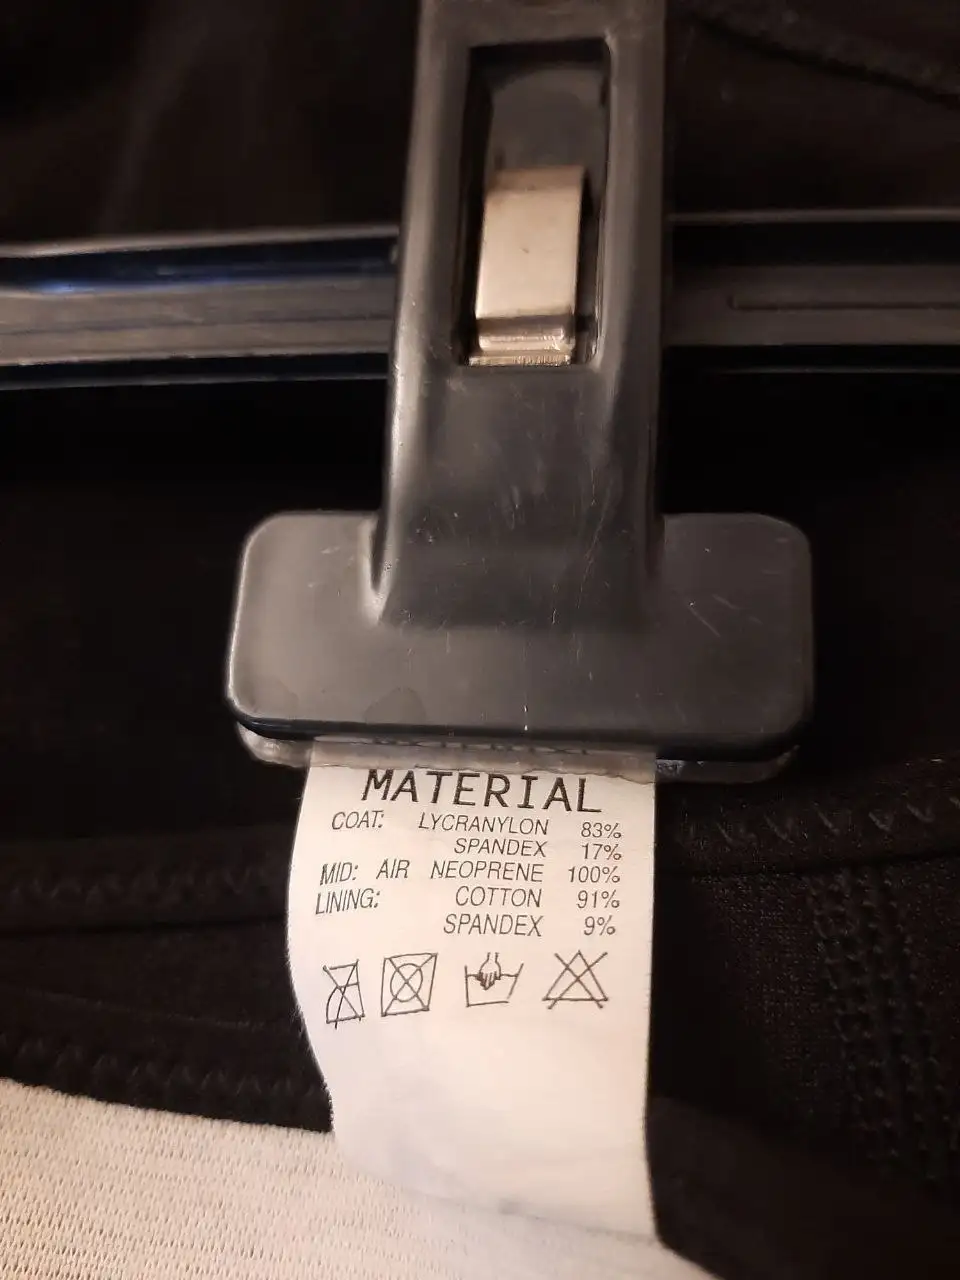 MATERIAL
COAT: LYCRANYLON 83%
SPANDEX 17%
MID: AIR NEOPRENE 100%
LINING: COTTON 91%
SPANDEX 9%